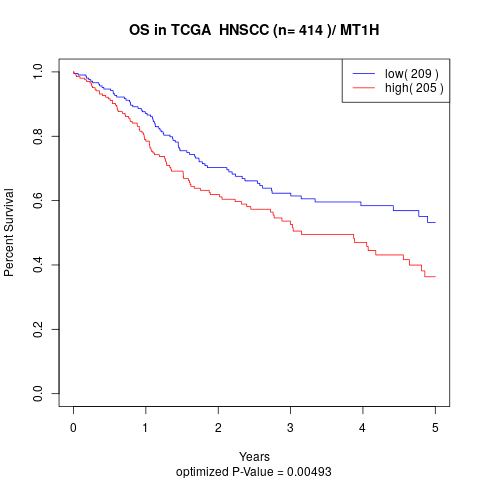 OS in TCGA  HNSCC (n= 414 )/ MT1H
low( 209 )
high( 205 )
Percent Survival
1.0
0.8
0.6
0.4
0.2
0.0
0 1 2 3 4 5
Years
optimized P-Value = 0.00493